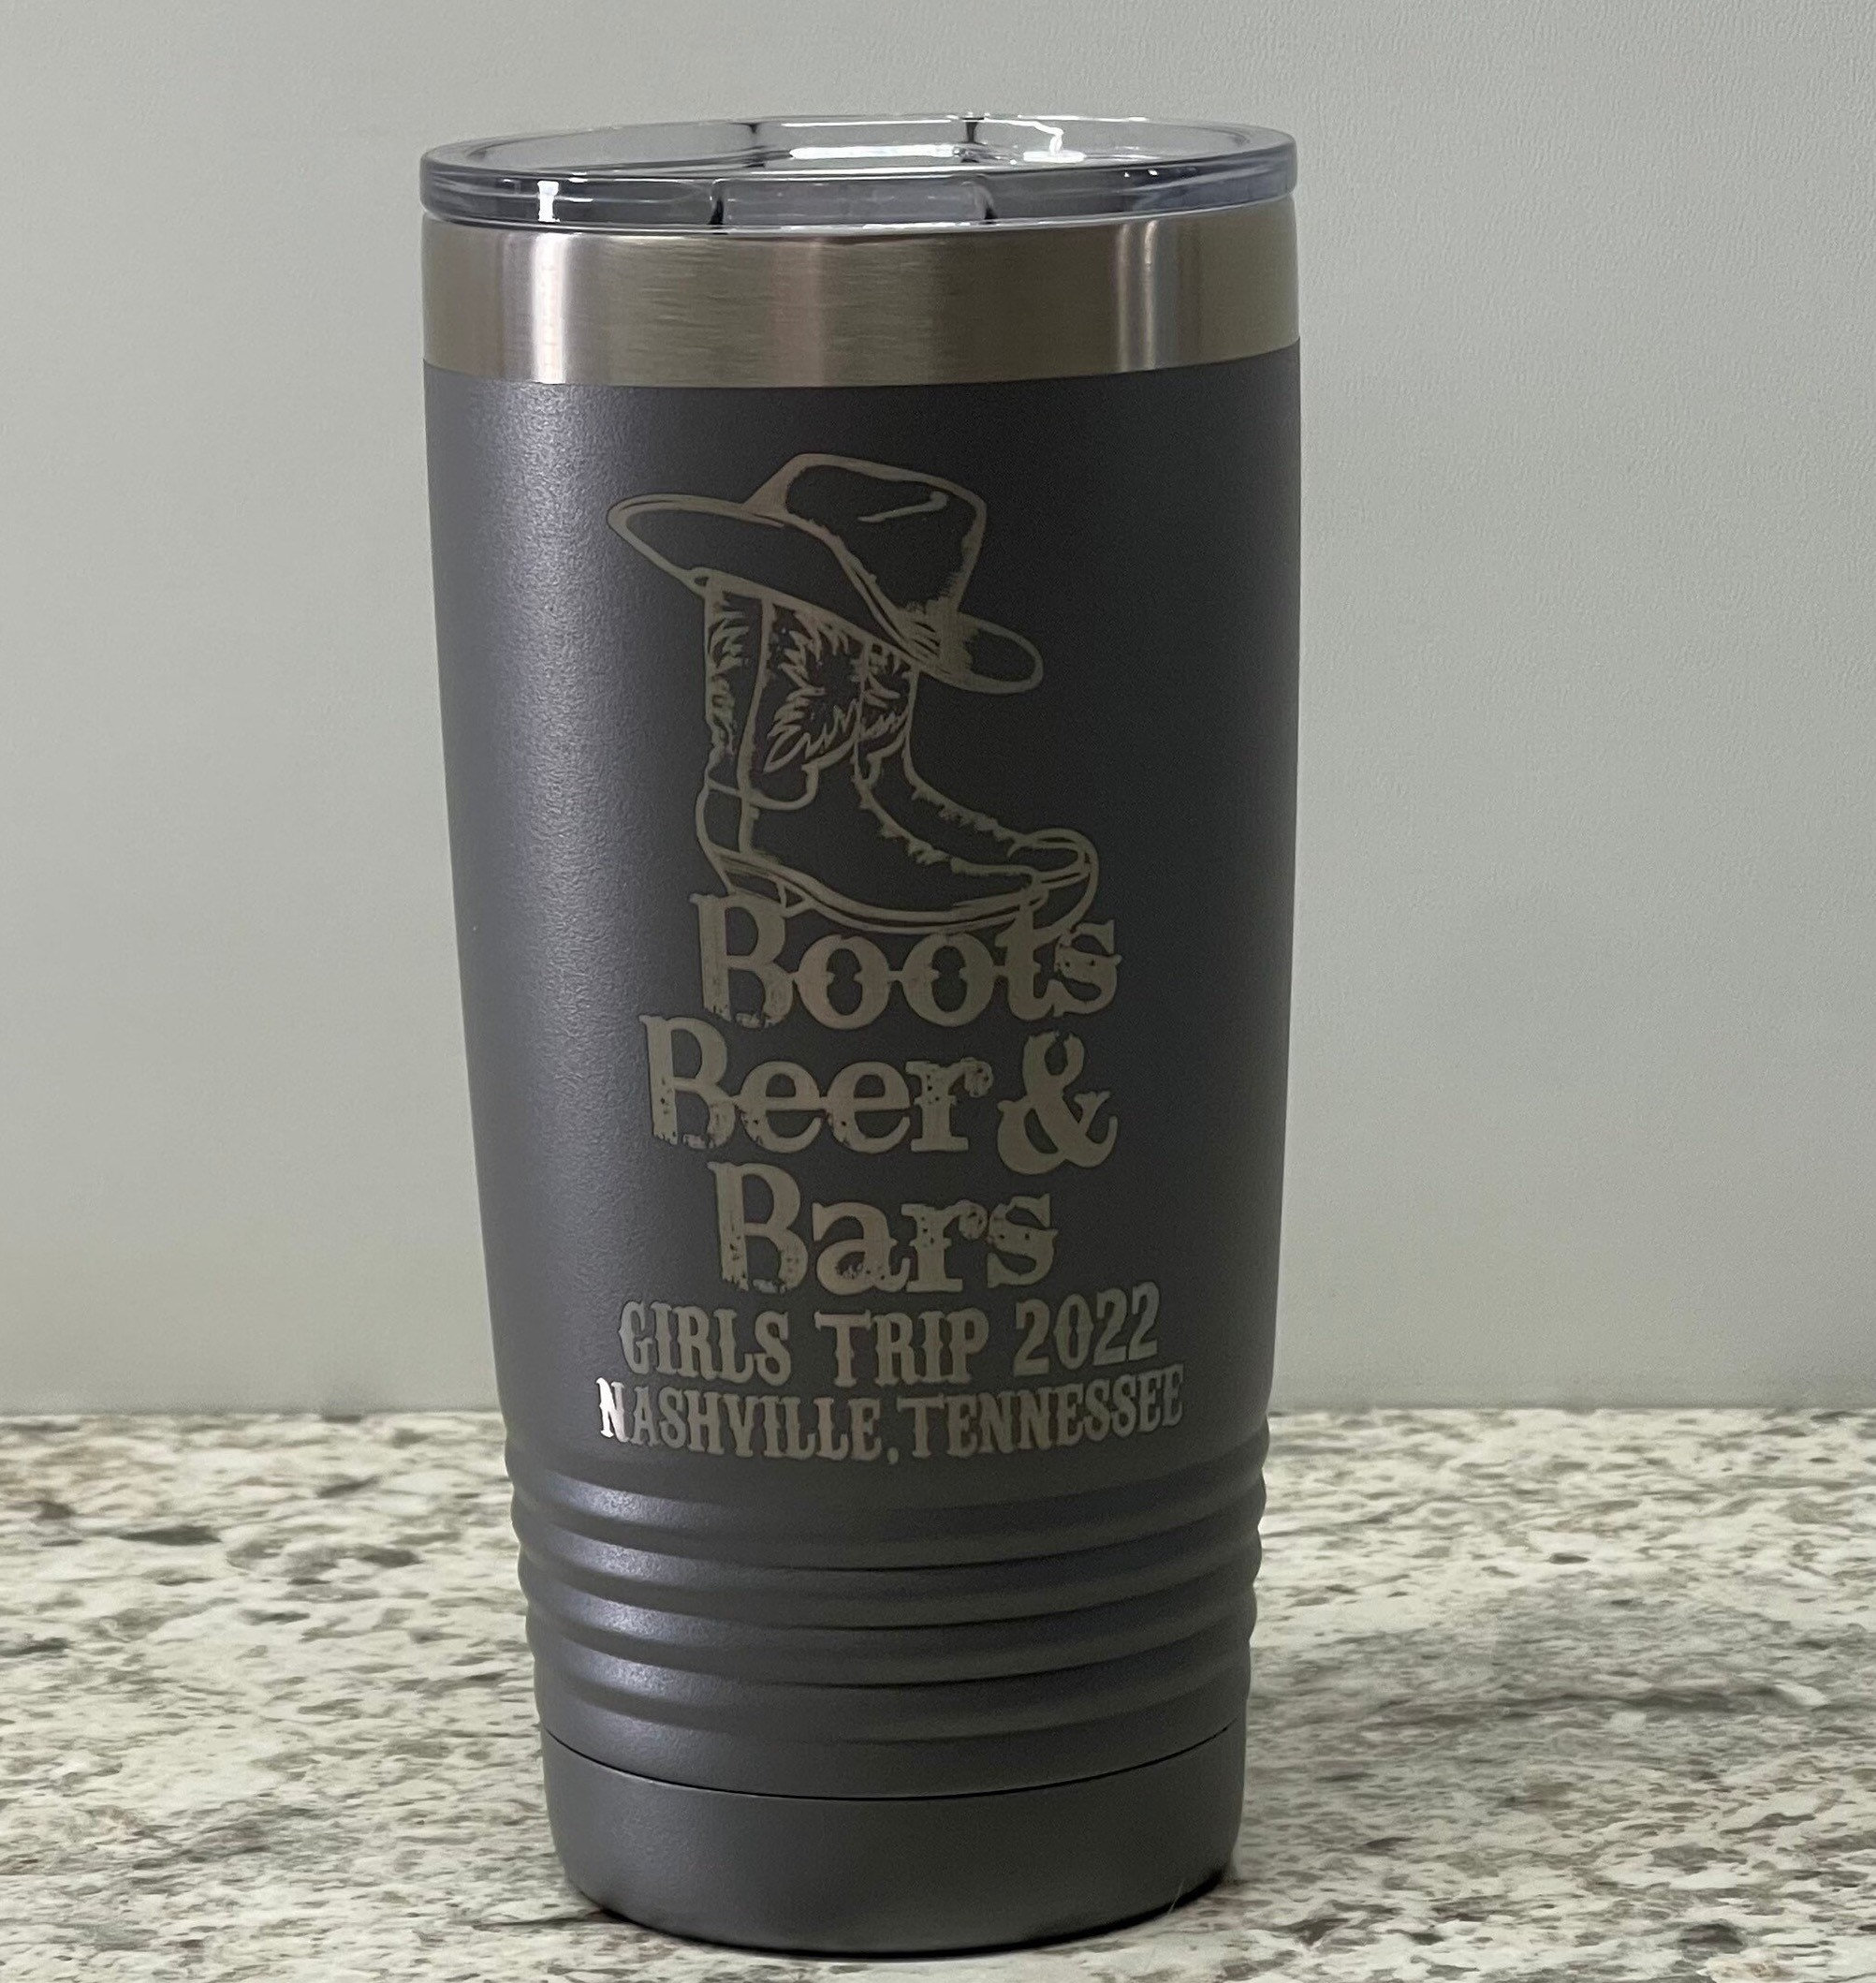 Boots
Beer &
Bars
GIRLS TRIP 2022
NASHVILLE, TENNESSEE